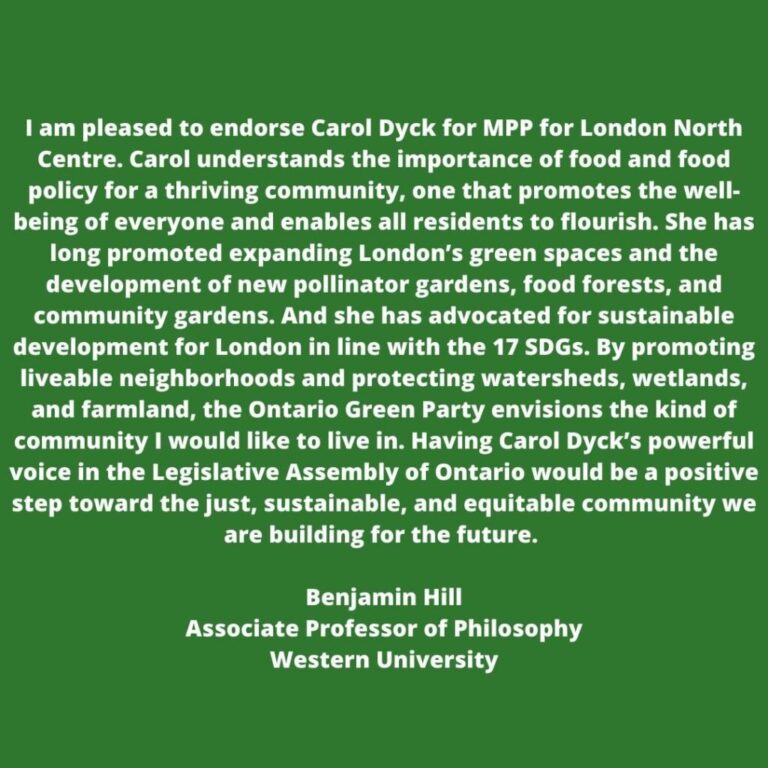 I am pleased to endorse Carol Dyck for MPP for London North
Centre. Carol understands the importance of food and food
policy for a thriving community, one that promotes the well-
being of everyone and enables all residents to flourish. She has
long promoted expanding London’s green spaces and the
development of new pollinator gardens, food forests, and
community gardens. And she has advocated for sustainable
development for London in line with the 17 SDGs. By promoting
liveable neighborhoods and protecting watersheds, wetlands,
and farmland, the Ontario Green Party envisions the kind of
community I would like to live in. Having Carol Dyck’s powerful
voice in the Legislative Assembly of Ontario would be a positive
step toward the just, sustainable, and equitable community we
are building for the future.
Benjamin Hill
Associate Professor of Philosophy
Western University